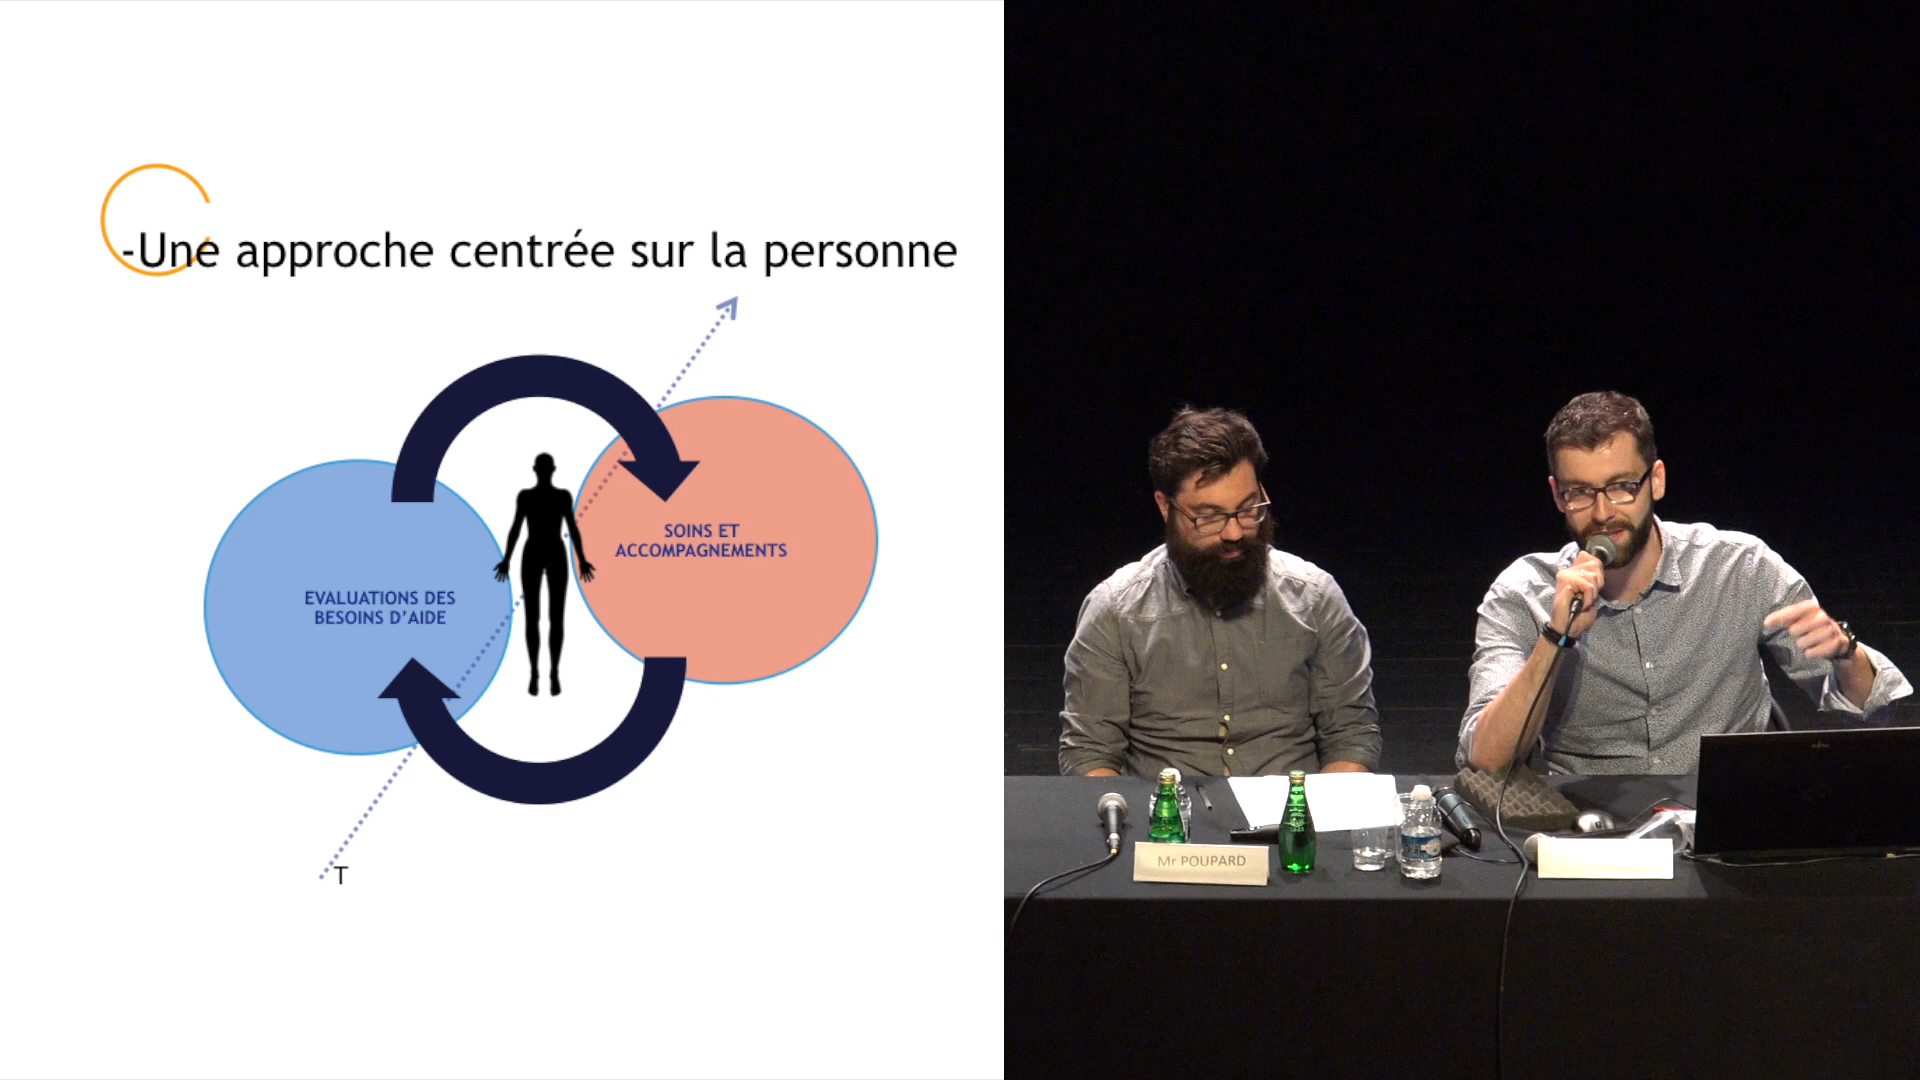 -Une approche centrée sur la personne
SOINS ET
ACCOMPAGNEMENTS
EVALUATIONS DES
BESOINS D'AIDE
T
Mr POUPARD